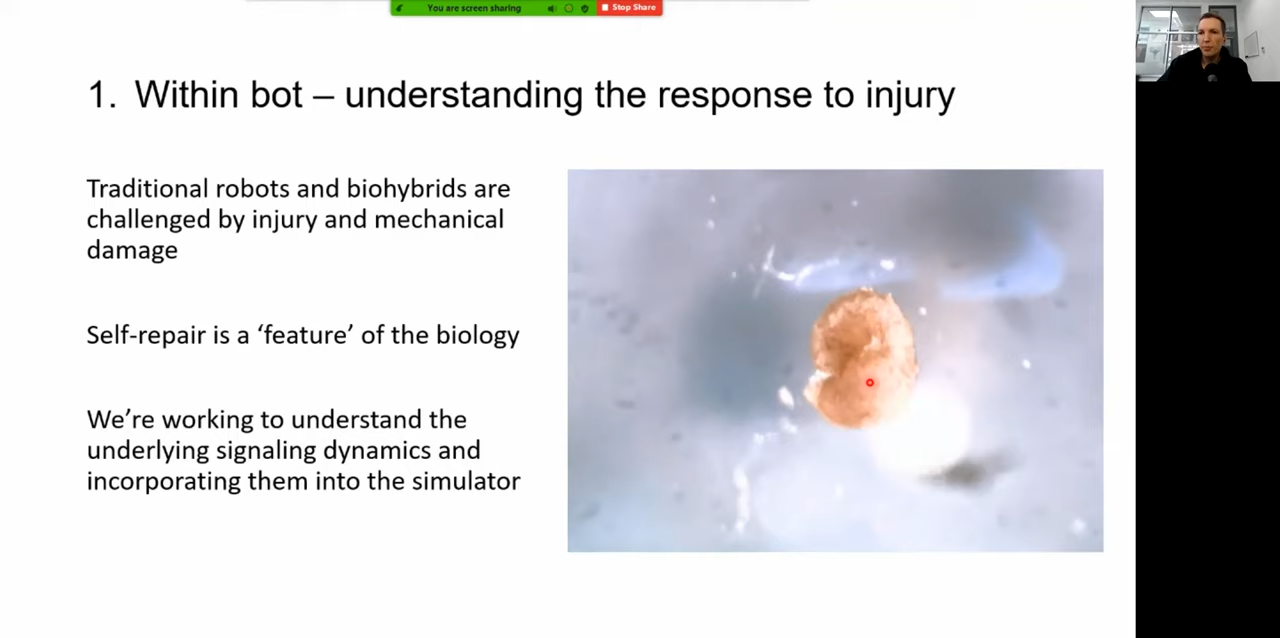 You are screen sharing
Stop Share
1. Within bot – understanding the response to injury
Traditional robots and biohybrids are
challenged by injury and mechanical
damage
Self-repair is a ‘feature’ of the biology
We’re working to understand the
underlying signaling dynamics and
incorporating them into the simulator